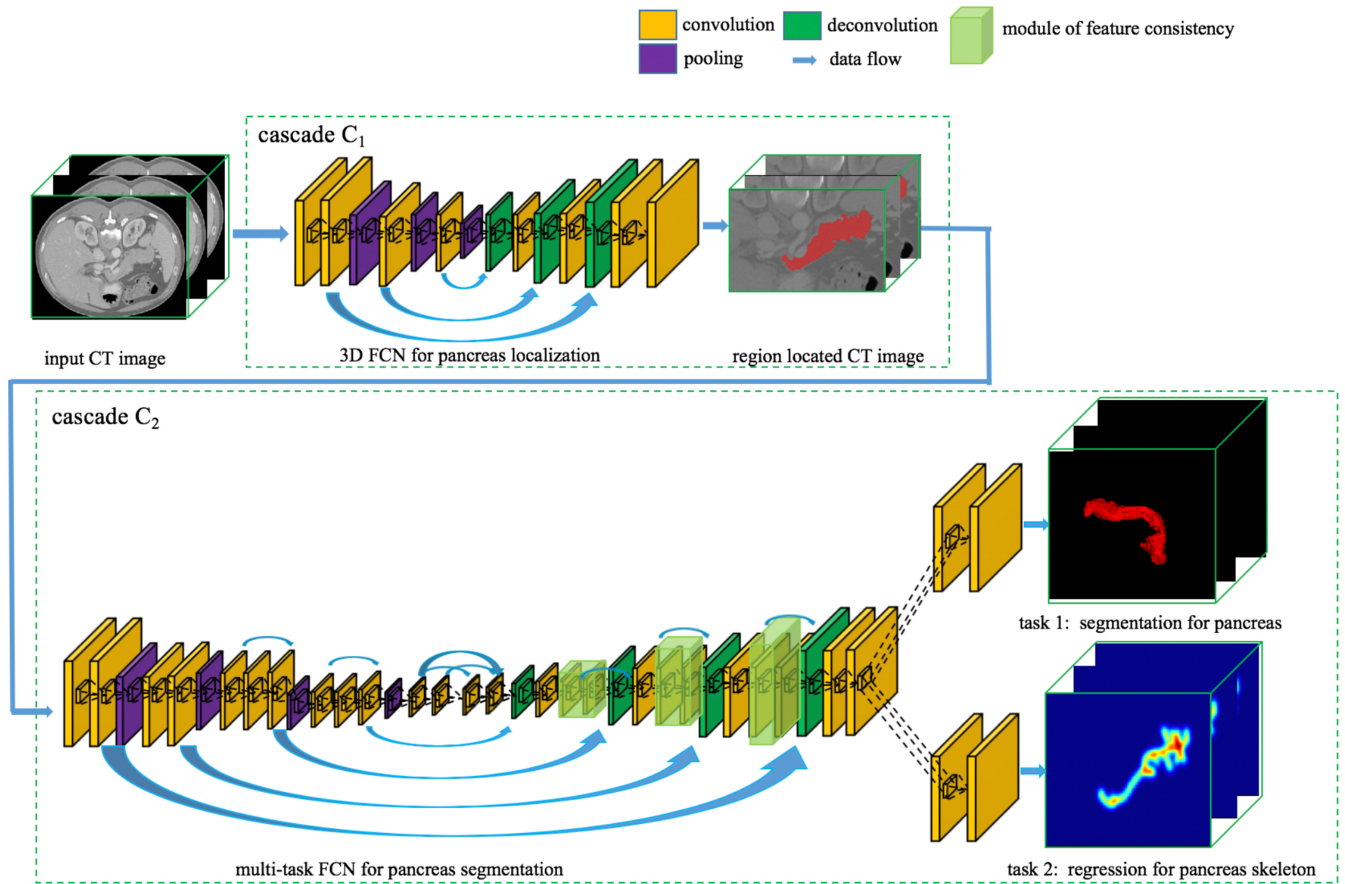 convolution
deconvolution
module of feature consistency
pooling
data flow
cascade C₁
input CT image
3D FCN for pancreas localization
region located CT image
cascade C₂
task 1: segmentation for pancreas
multi-task FCN for pancreas segmentation
task 2: regression for pancreas skeleton